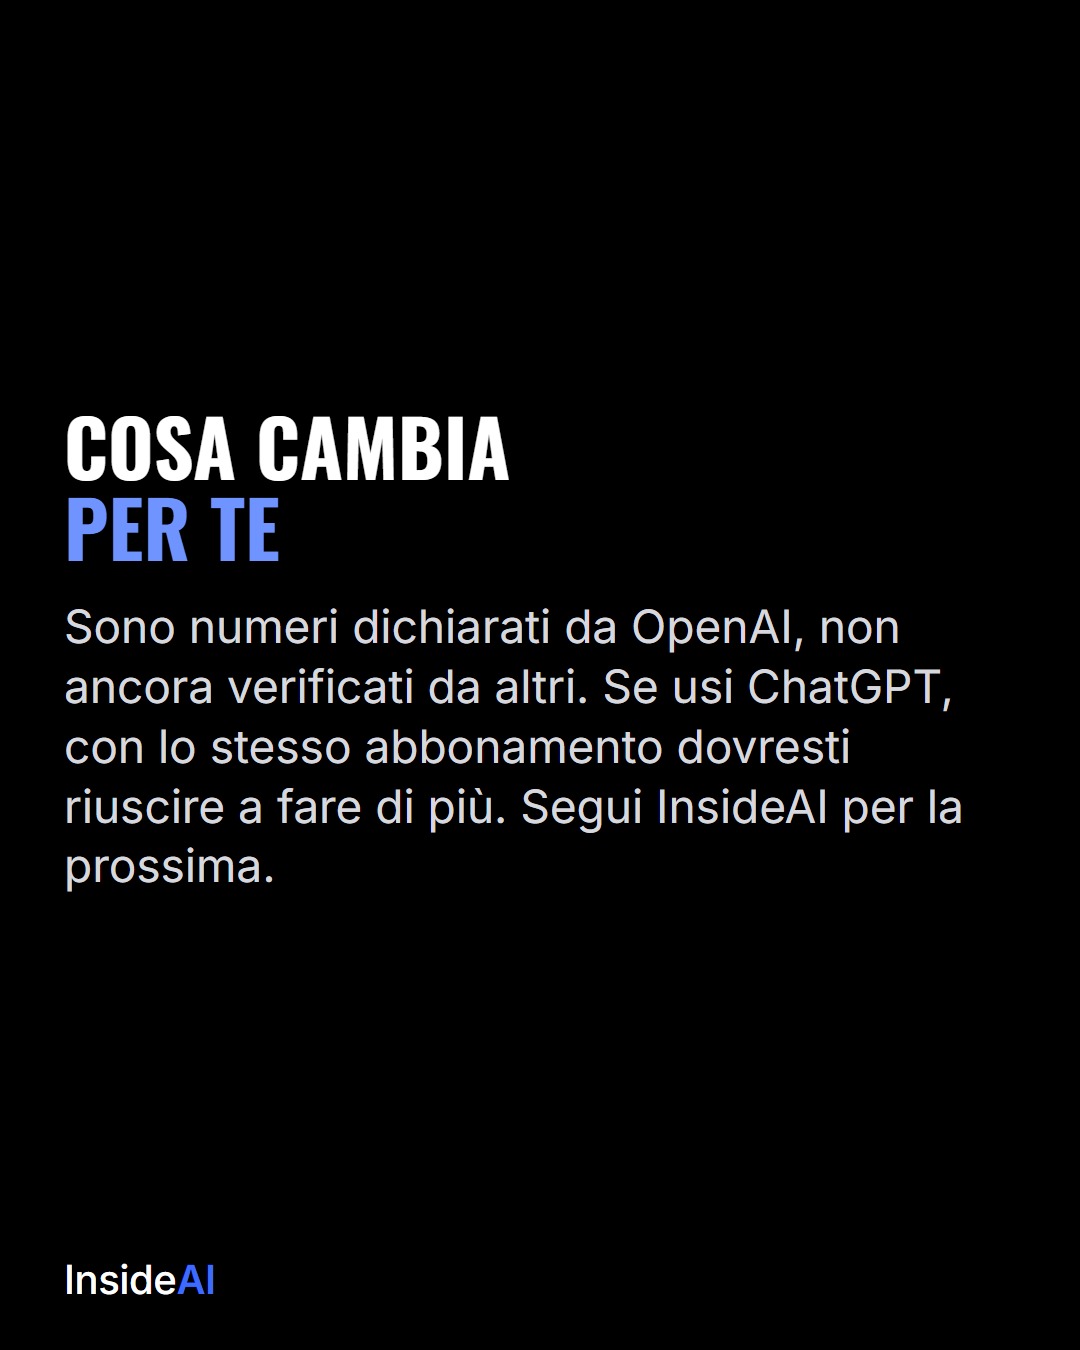 COSA CAMBIA
PER TE
Sono numeri dichiarati da OpenAI, non
ancora verificati da altri. Se usi ChatGPT,
con lo stesso abbonamento dovresti
riuscire a fare di più. Segui InsideAI per la
prossima.
InsideAI